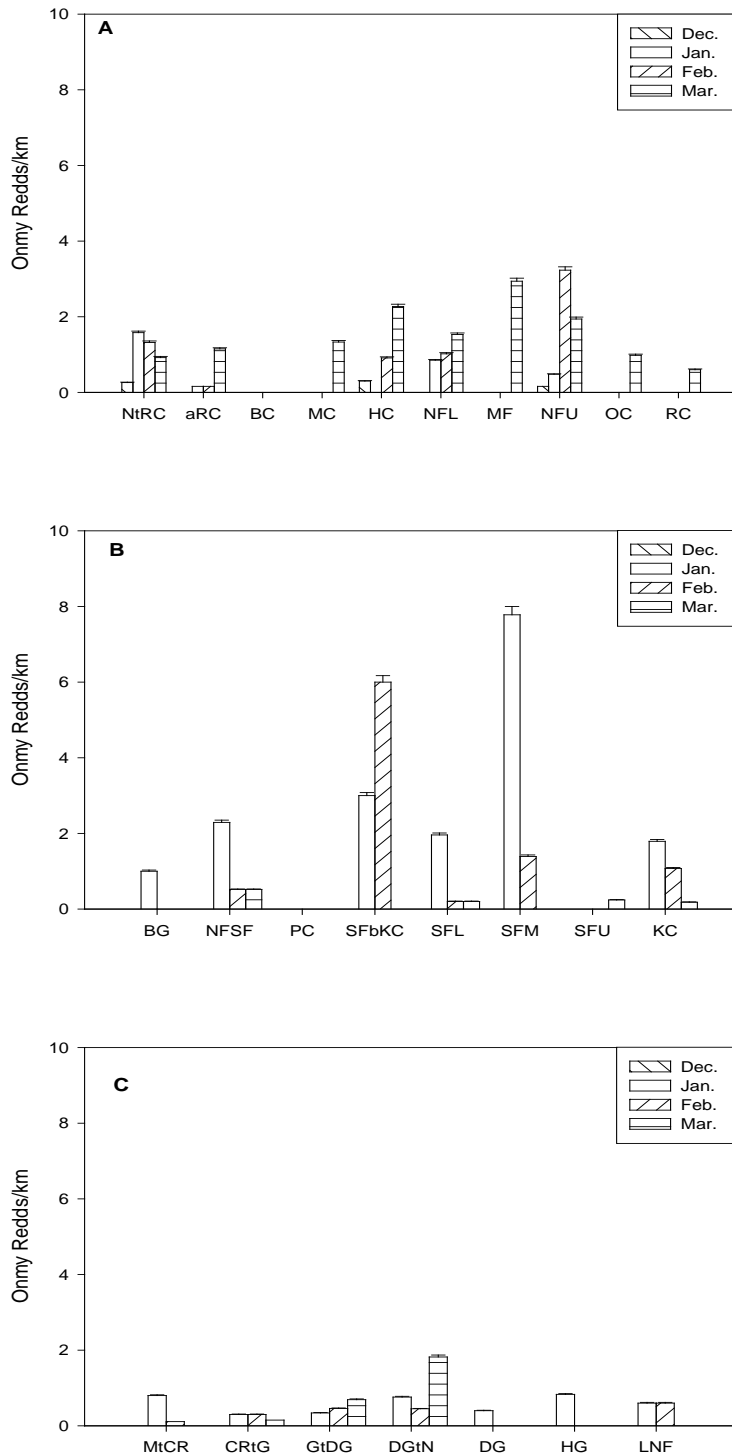 A
Dec.
Jan.
Feb.
Mar.
Onmy Redds/km
10
8
6
4
2
0
NtRC aRC BC MC HC NFL MF NFU OC RC
B
Dec.
Jan.
Feb.
Mar.
Onmy Redds/km
10
8
6
4
2
0
BG NFSF PC SFbKC SFL SFM SFU KC
C
Dec.
Jan.
Feb.
Mar.
Onmy Redds/km
10
8
6
4
2
0
MtCR CRtG GtDG DGtN DG HG LNF